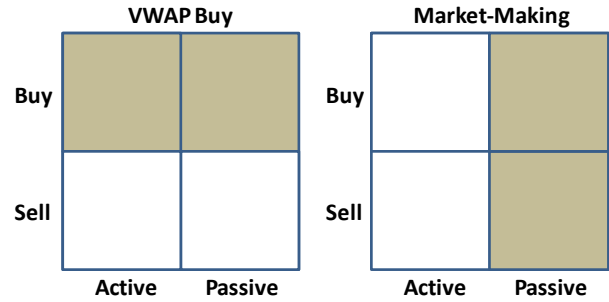 VWAP Buy
Buy
Sell
Active Passive
Market-Making
Buy
Sell
Active Passive